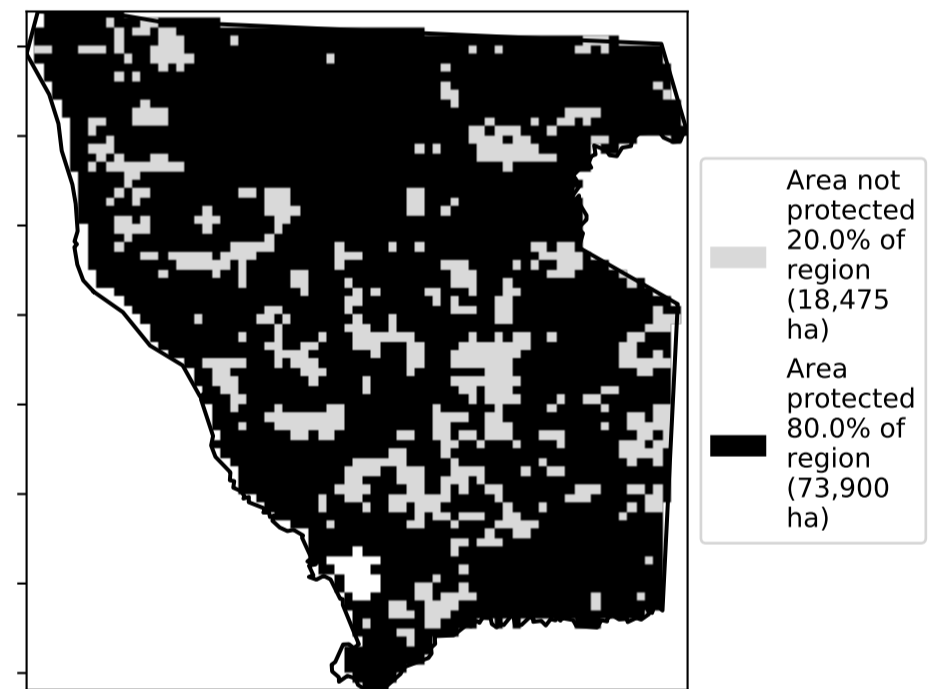 Area not
protected
20.0% of
region
(18,475
ha)
Area
protected
80.0% of
region
(73,900
ha)